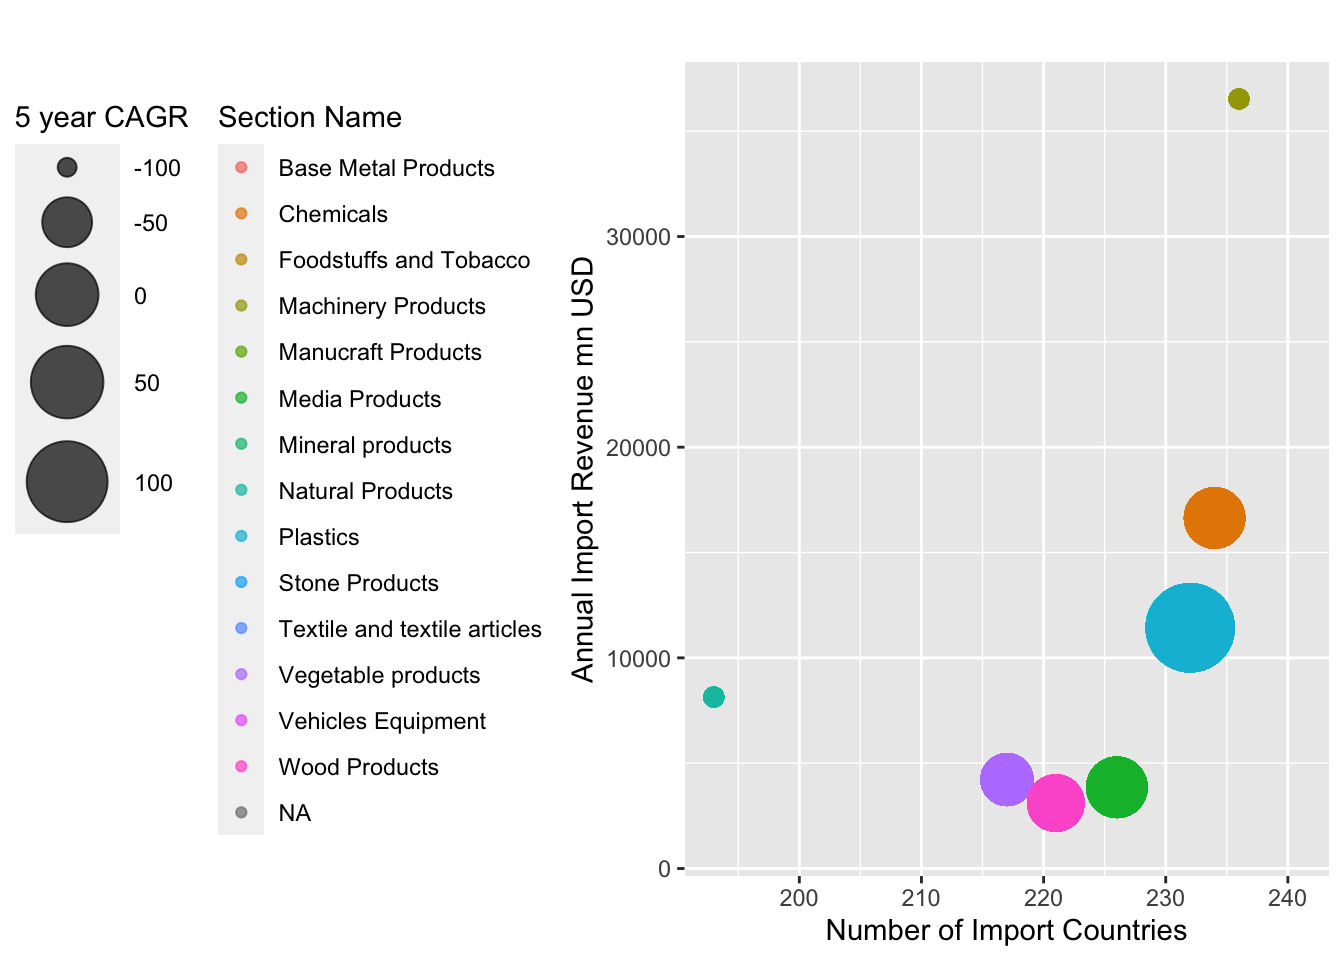 5 year CAGR
-100
-50
0
50
100
Section Name
Base Metal Products
Chemicals
Foodstuffs and Tobacco
Machinery Products
Manucraft Products
Media Products
Mineral products
Natural Products
Plastics
Stone Products
Textile and textile articles
Vegetable products
Vehicles Equipment
Wood Products
NA
Annual Import Revenue mn USD
30000
20000
10000
0
200 210 220 230 240
Number of Import Countries